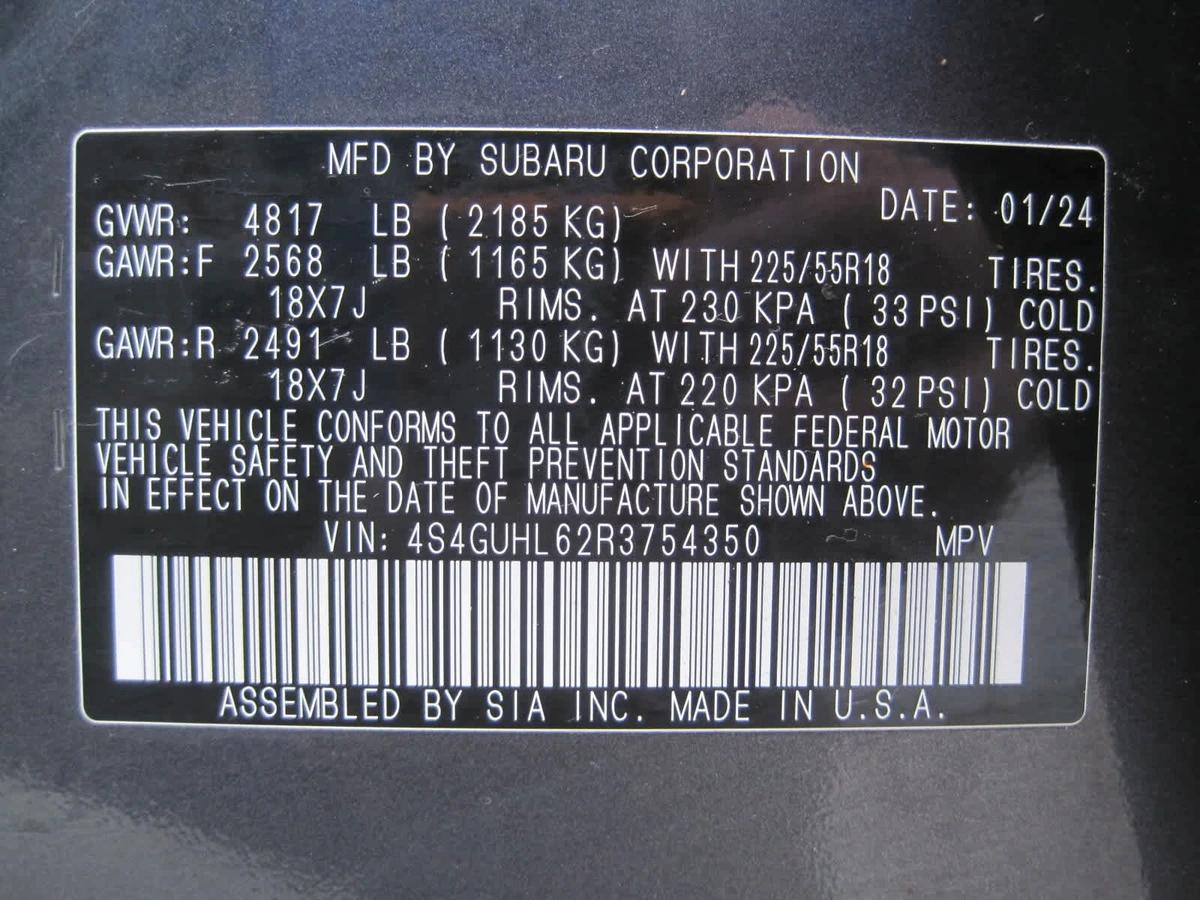 MFD BY SUBARU CORPORATION
DATE: 01/24
GVWR: 4817 LB (2185 KG)
GAWR:F 2568 LB (1165 KG) WITH 225/55R18 TIRES.
18X7J RIMS. AT 230 KPA (33 PSI) COLD
GAWR:R 2491 LB (1130 KG) WITH 225/55R18 TIRES.
18X7J RIMS. AT 220 KPA (32 PSI) COLD
THIS VEHICLE CONFORMS TO ALL APPLICABLE FEDERAL MOTOR
VEHICLE SAFETY AND THEFT PREVENTION STANDARDS
IN EFFECT ON THE DATE OF MANUFACTURE SHOWN ABOVE.
VIN: 4S4GUHL62R3754350 MPV
ASSEMBLED BY SIA INC. MADE IN U.S.A.